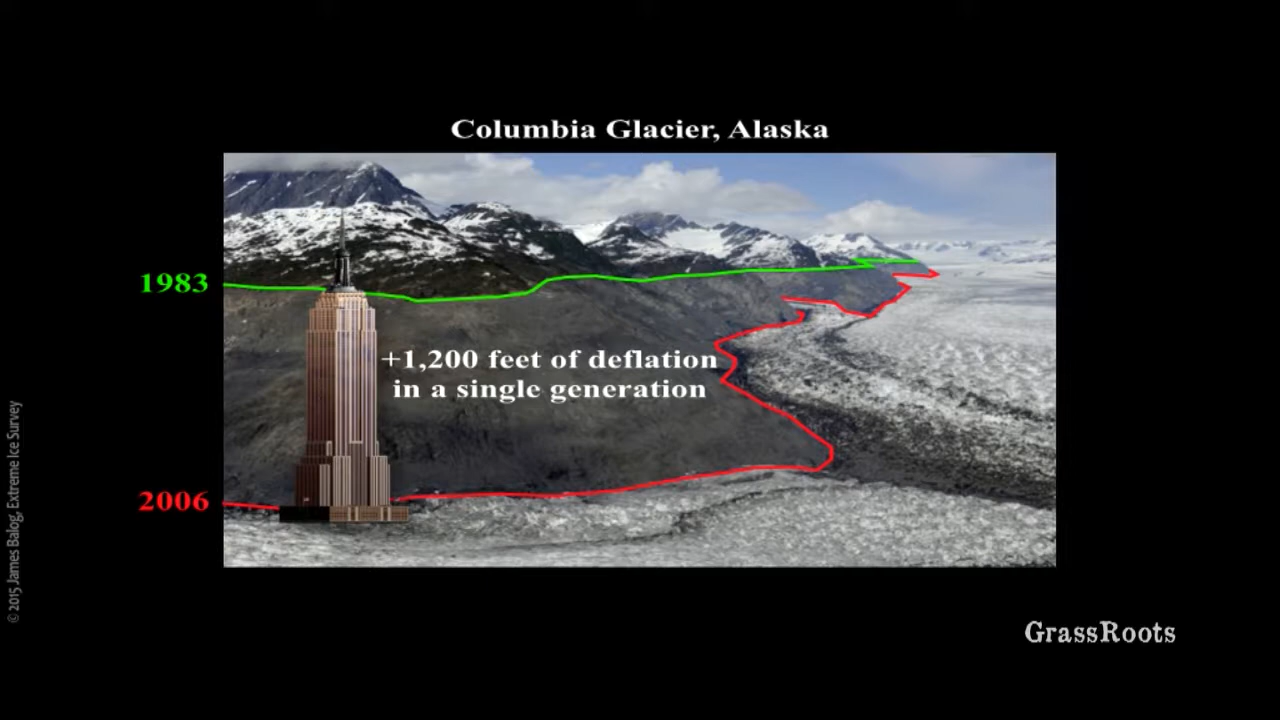 Columbia Glacier, Alaska
1983
+1,200 feet of deflation
in a single generation
2006
© 2015 James Balog, Extreme Ice Survey
GrassRoots